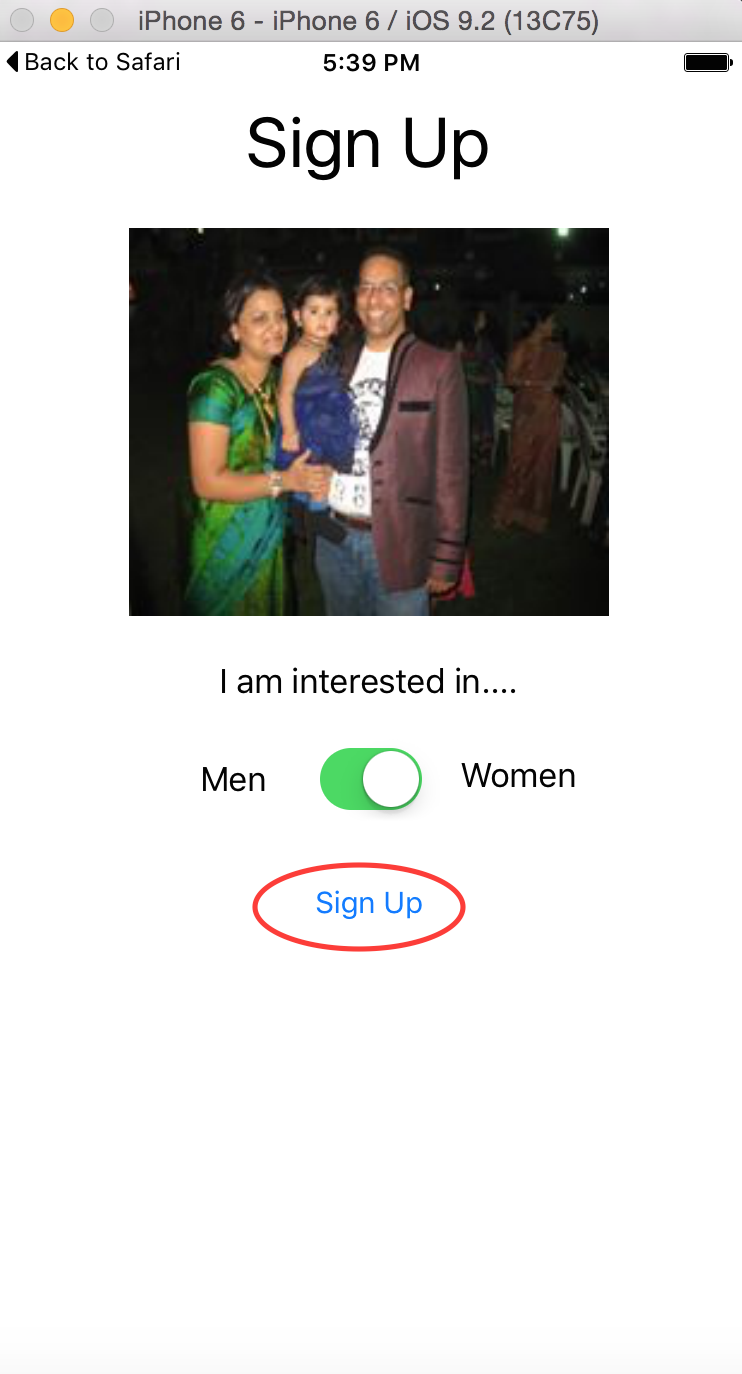 iPhone 6 - iPhone 6 / iOS 9.2 (13C75)
Back to Safari 5:39 PM
Sign Up
I am interested in....
Men Women
Sign Up